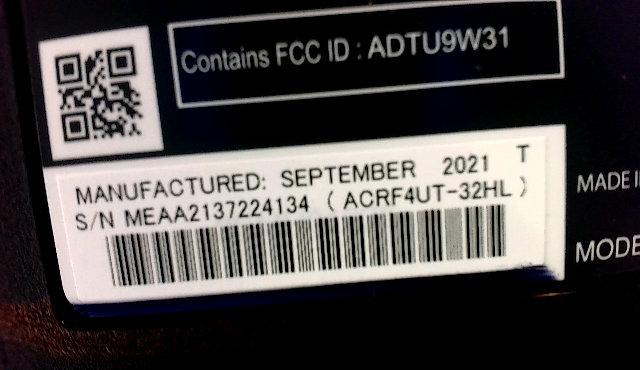 Contains FCC ID : ADTU9W31
MANUFACTURED: SEPTEMBER 2021 T
S/N MEAA2137224134 ( ACRF4UT-32HL )
MADE I
MODE